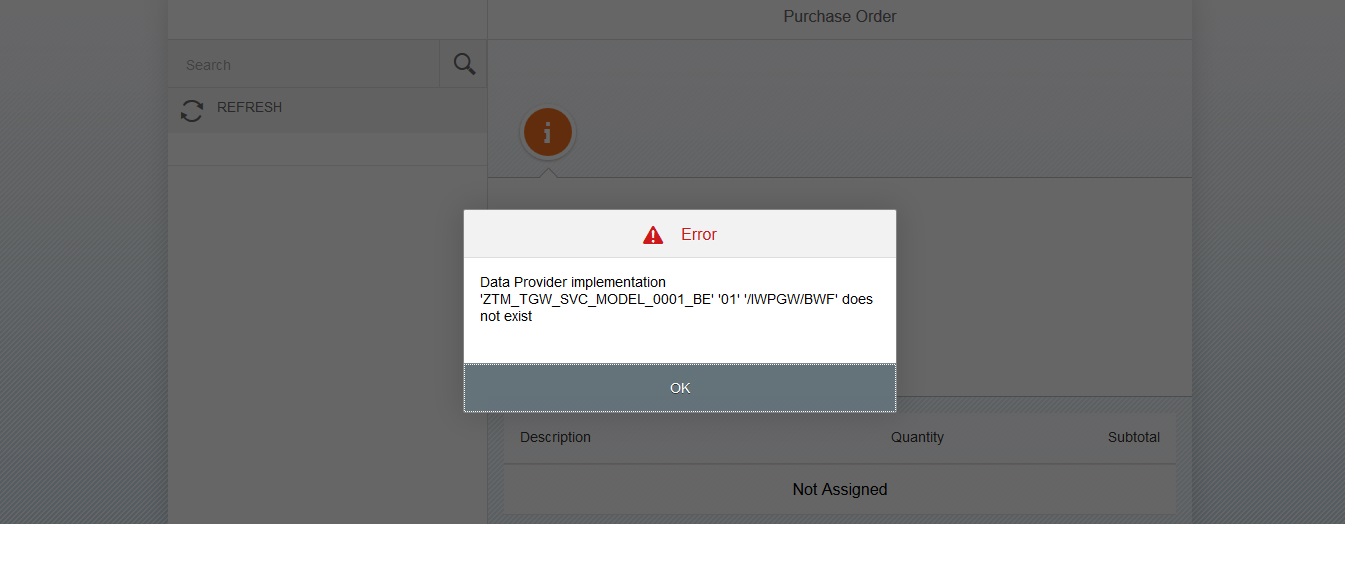 Purchase Order
Search
REFRESH
Error
Data Provider implementation
'ZTM_TGW_SVC_MODEL_0001_BE' '01' '/IWPGW/BWF' does
not exist
OK
Description Quantity Subtotal
Not Assigned